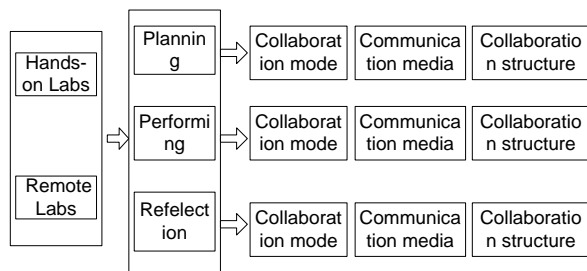 Hands-
on Labs
Remote
Labs
Plannin
g
Collaborat
ion mode
Communica
tion media
Collaboratio
n structure
Performi
ng
Collaborat
ion mode
Communica
tion media
Collaboratio
n structure
Refelect
ion
Collaborat
ion mode
Communica
tion media
Collaboratio
n structure